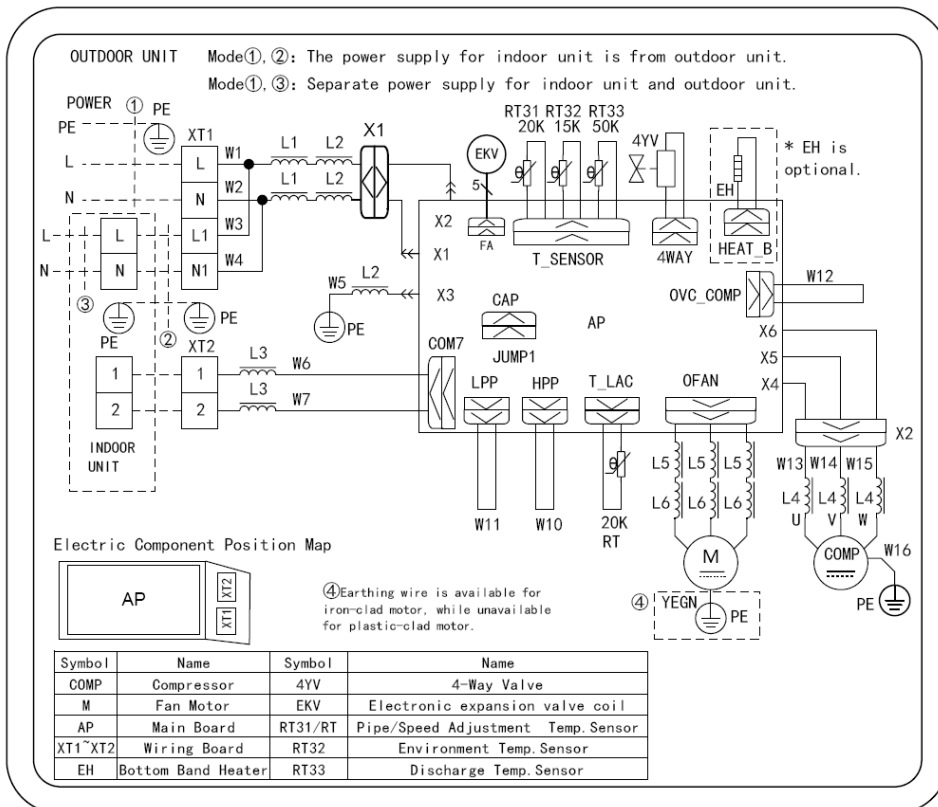 OUTDOOR UNIT Mode①,②: The power supply for indoor unit is from outdoor unit.
Mode①,③: Separate power supply for indoor unit and outdoor unit.
POWER ① PE
PE
XT1
L L W1 L1 L2 X1
N N W2 L1 L2
L L L1 W3
N N N1 W4
③ PE ② PE
XT2
1 1 L3 W6
2 2 L3 W7
INDOOR
UNIT
W5 L2
PE
X2
X1
X3
COM7
EKV
5
FA
RT31 RT32 RT33
20K 15K 50K
θ θ θ
T_SENSOR
4YV
4WAY
EH
HEAT_B
* EH is
optional.
OVC_COMP W12
CAP
JUMP1
AP
X6
X5
X4
LPP HPP T_LAC OFAN
W11 W10
θ
20K
RT
L5 L5 L5
L6 L6 L6
M
④ YEGN
PE
X2
W13 W14 W15
L4 L4 L4
U V W
COMP W16
PE
Electric Component Position Map
AP XT2
XT1
④Earthing wire is available for
iron-clad motor, while unavailable
for plastic-clad motor.
Symbol Name Symbol Name
COMP Compressor 4YV 4-Way Valve
M Fan Motor EKV Electronic expansion valve coil
AP Main Board RT31/RT Pipe/Speed Adjustment Temp.Sensor
XT1~XT2 Wiring Board RT32 Environment Temp.Sensor
EH Bottom Band Heater RT33 Discharge Temp.Sensor